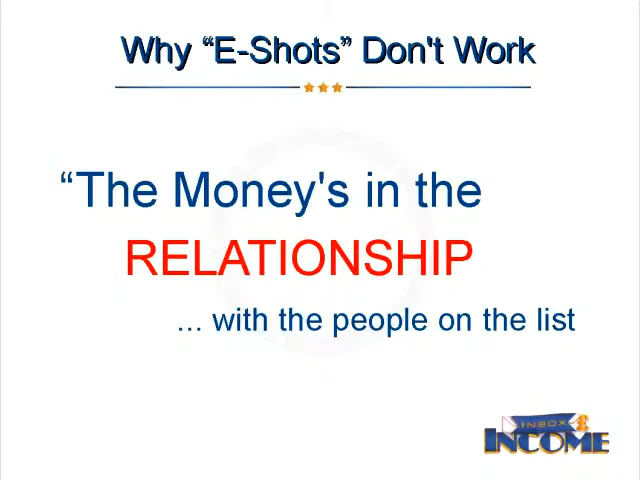 Why “E-Shots” Don't Work
“The Money's in the
RELATIONSHIP
... with the people on the list
INBOX
INCOME